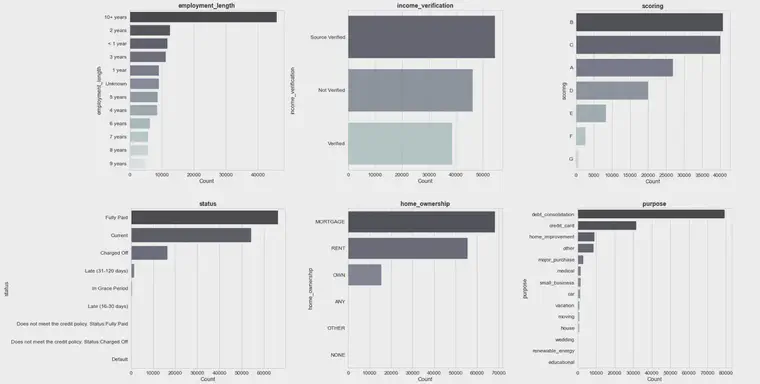 employment_length
10+ years
2 years
< 1 year
3 years
1 year
Unknown
5 years
4 years
6 years
7 years
8 years
9 years
employment_length
0 10000 20000 30000 40000
Count
income_verification
Source Verified
Not Verified
Verified
income_verification
0 10000 20000 30000 40000 50000
Count
scoring
B
C
A
D
E
F
G
scoring
0 5000 10000 15000 20000 25000 30000 35000 40000
Count
status
Fully Paid
Current
Charged Off
Late (31-120 days)
In Grace Period
Late (16-30 days)
Does not meet the credit policy. Status:Fully Paid
Does not meet the credit policy. Status:Charged Off
Default
status
0 10000 20000 30000 40000 50000 60000
Count
home_ownership
MORTGAGE
RENT
OWN
ANY
OTHER
NONE
home_ownership
0 10000 20000 30000 40000 50000 60000 70000
Count
purpose
debt_consolidation
credit_card
home_improvement
other
major_purchase
medical
small_business
car
vacation
moving
house
wedding
renewable_energy
educational
purpose
0 10000 20000 30000 40000 50000 60000 70000 80000
Count